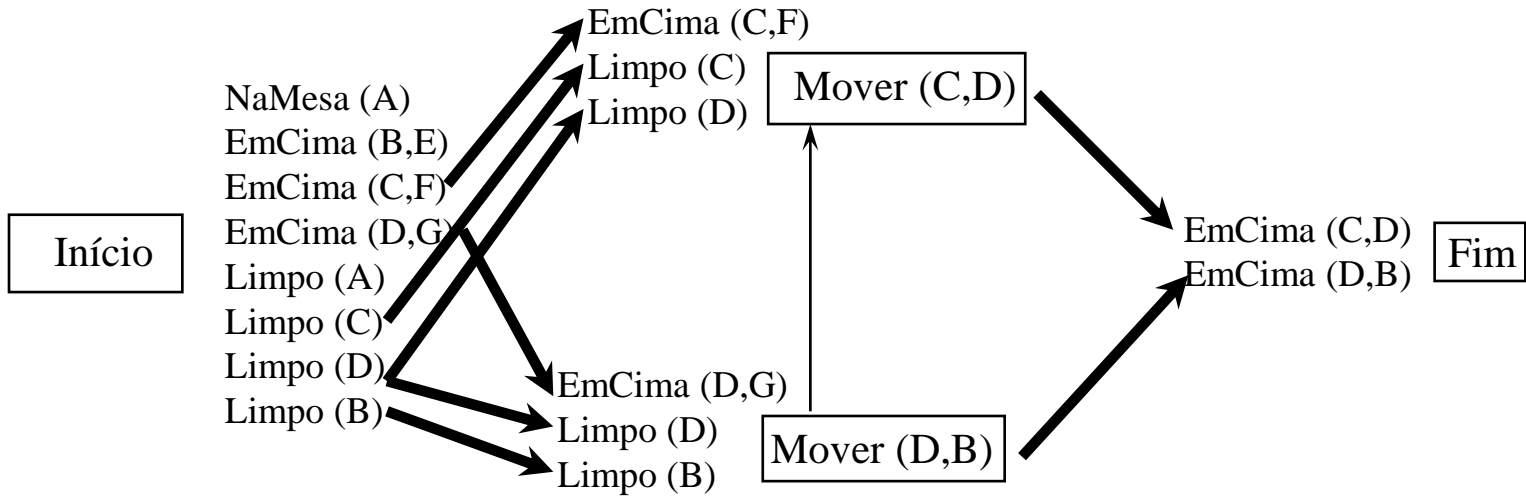 Início
NaMesa (A)
EmCima (B,E)
EmCima (C,F)
EmCima (D,G)
Limpo (A)
Limpo (C)
Limpo (D)
Limpo (B)
EmCima (C,F)
Limpo (C)
Limpo (D)
Mover (C,D)
EmCima (D,G)
Limpo (D)
Limpo (B)
Mover (D,B)
EmCima (C,D)
EmCima (D,B)
Fim